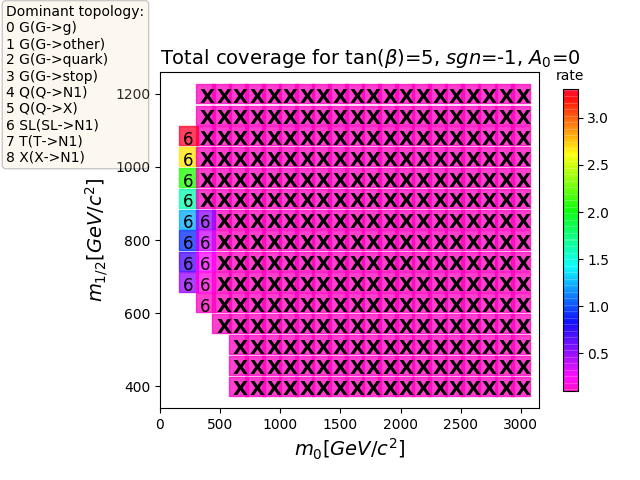 Dominant topology:
0 G(G->g)
1 G(G->other)
2 G(G->quark)
3 G(G->stop)
4 Q(Q->N1)
5 Q(Q->X)
6 SL(SL->N1)
7 T(T->N1)
8 X(X->N1)
Total coverage for tan(β)=5, sgn=-1, A₀=0
rate
m₁/₂[GeV/c²]
1200
1000
800
600
400
X X X X X X X X X X X X X X X X X X X X
X X X X X X X X X X X X X X X X X X X X
6 X X X X X X X X X X X X X X X X X X X X
6 X X X X X X X X X X X X X X X X X X X X
6 X X X X X X X X X X X X X X X X X X X X
6 X X X X X X X X X X X X X X X X X X X X
6 6 X X X X X X X X X X X X X X X X X X X
6 6 X X X X X X X X X X X X X X X X X X X
6 6 X X X X X X X X X X X X X X X X X X X
6 6 X X X X X X X X X X X X X X X X X X X
6 X X X X X X X X X X X X X X X X X X X
X X X X X X X X X X X X X X X X X X X
X X X X X X X X X X X X X X X X X X
X X X X X X X X X X X X X X X X X X
X X X X X X X X X X X X X X X X X X
0 500 1000 1500 2000 2500 3000
m₀[GeV/c²]
3.0
2.5
2.0
1.5
1.0
0.5